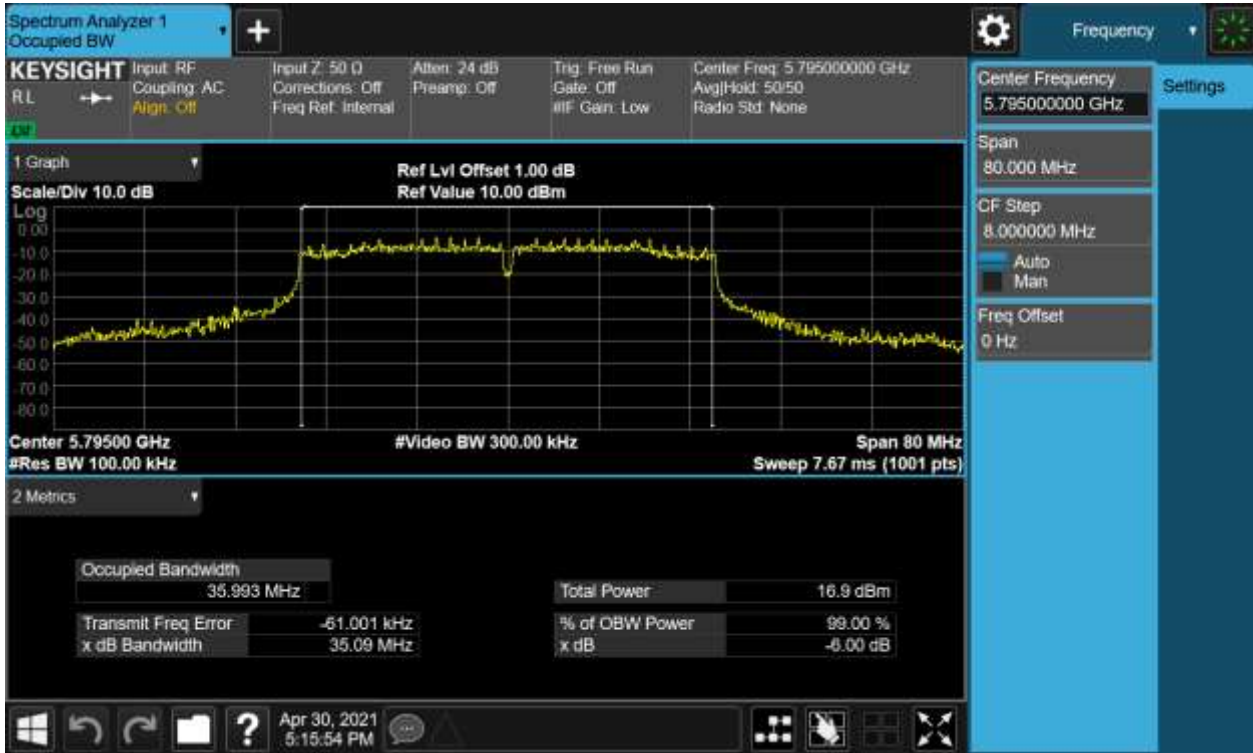 Spectrum Analyzer 1
Occupied BW
+
Frequency
KEYSIGHT
RL
Input: RF
Coupling: AC
Align: Off
Input Z: 50 Ω
Corrections: Off
Freq Ref: Internal
Atten: 24 dB
Preamp: Off
Trig: Free Run
Gate: Off
#IF Gain: Low
Center Freq: 5.795000000 GHz
Avg|Hold: 50/50
Radio Std: None
Center Frequency
5.795000000 GHz
Settings
Span
80.000 MHz
CF Step
8.000000 MHz
Auto
Man
Freq Offset
0 Hz
1 Graph
Scale/Div 10.0 dB
Ref Lvl Offset 1.00 dB
Ref Value 10.00 dBm
Log
0.00
-10.0
-20.0
-30.0
-40.0
-50.0
-60.0
-70.0
-80.0
Center 5.79500 GHz
#Video BW 300.00 kHz
Span 80 MHz
#Res BW 100.00 kHz
Sweep 7.67 ms (1001 pts)
2 Metrics
Occupied Bandwidth
35.993 MHz
Total Power 16.9 dBm
Transmit Freq Error -61.001 kHz
% of OBW Power 99.00 %
x dB Bandwidth 35.09 MHz
x dB -6.00 dB
?
Apr 30, 2021
5:15:54 PM